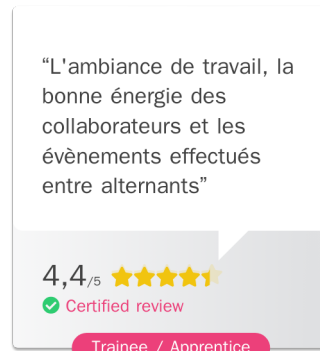 “L'ambiance de travail, la
bonne énergie des
collaborateurs et les
évènements effectués
entre alternants”
4,4/5
Certified review
Trainee / Apprentice